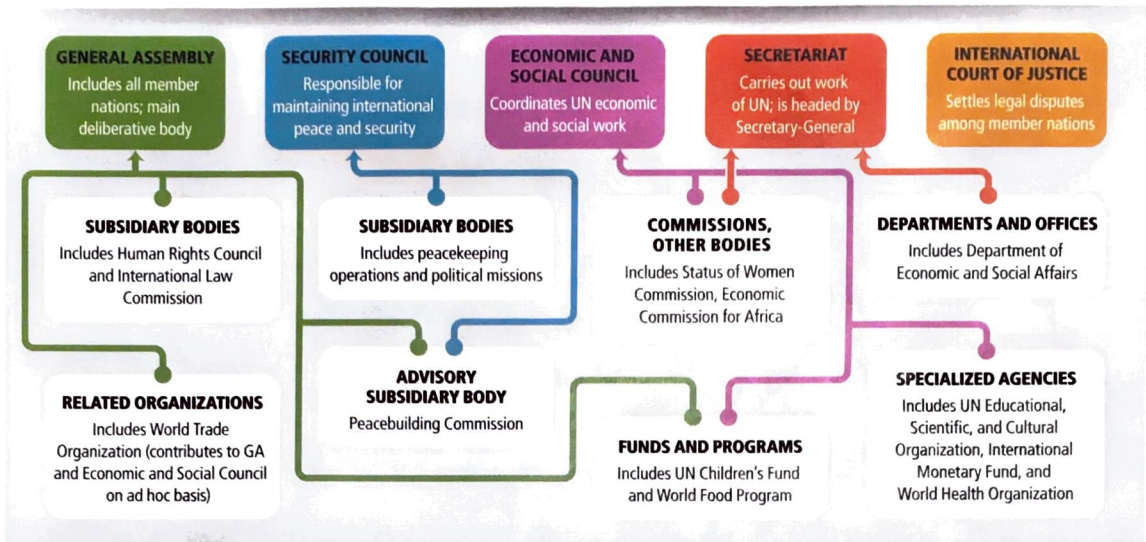 GENERAL ASSEMBLY
Includes all member
nations; main
deliberative body
SECURITY COUNCIL
Responsible for
maintaining international
peace and security
ECONOMIC AND
SOCIAL COUNCIL
Coordinates UN economic
and social work
SECRETARIAT
Carries out work
of UN; is headed by
Secretary-General
INTERNATIONAL
COURT OF JUSTICE
Settles legal disputes
among member nations
SUBSIDIARY BODIES
Includes Human Rights Council
and International Law
Commission
SUBSIDIARY BODIES
Includes peacekeeping
operations and political missions
COMMISSIONS,
OTHER BODIES
Includes Status of Women
Commission, Economic
Commission for Africa
DEPARTMENTS AND OFFICES
Includes Department of
Economic and Social Affairs
RELATED ORGANIZATIONS
Includes World Trade
Organization (contributes to GA
and Economic and Social Council
on ad hoc basis)
ADVISORY
SUBSIDIARY BODY
Peacebuilding Commission
FUNDS AND PROGRAMS
Includes UN Children's Fund
and World Food Program
SPECIALIZED AGENCIES
Includes UN Educational,
Scientific, and Cultural
Organization, International
Monetary Fund, and
World Health Organization